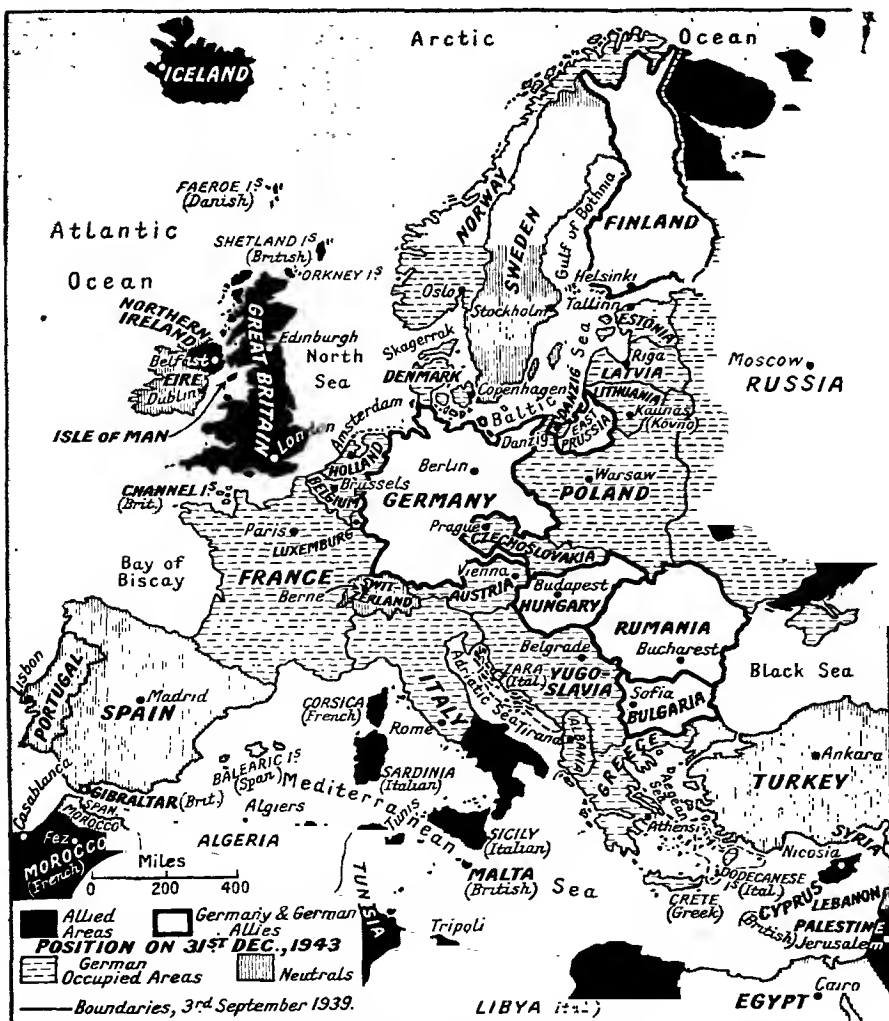 Arctic Ocean
ICELAND
FAEROE Iˢ
(Danish)
Atlantic
Ocean
SHETLAND Iˢ
(British)
ORKNEY Iˢ
NORWAY
SWEDEN
Gulf of Bothnia
FINLAND
Helsinki
Oslo
Stockholm
Tallinn
ESTONIA
NORTHERN
IRELAND
Belfast
EIRE
Dublin
GREAT BRITAIN
Edinburgh
North
Sea
Skagerrak
DENMARK
Copenhagen
Baltic Sea
Riga
LATVIA
LITHUANIA
Kaunas
(Kovno)
Moscow
RUSSIA
ISLE OF MAN
London
Amsterdam
HOLLAND
DANZIG
Danzig
EAST
PRUSSIA
Berlin
Warsaw
POLAND
CHANNEL Iˢ
(Brit.)
Brussels
BELGIUM
GERMANY
Paris
LUXEMBURG
Prague
CZECHOSLOVAKIA
Bay of
Biscay
FRANCE
Berne
SWIT-
ZERLAND
Vienna
AUSTRIA
Budapest
HUNGARY
RUMANIA
Bucharest
Black Sea
Belgrade
ZARA
(Ital.)
YUGO-
SLAVIA
Adriatic Sea
Sofia
BULGARIA
Lisbon
PORTUGAL
Madrid
SPAIN
CORSICA
(French)
ITALY
Rome
Tirana
ALBANIA
GREECE
Aegean
Sea
Athens
Ankara
TURKEY
BALEARIC Iˢ
(Span)
Mediterranean
Sea
SARDINIA
(Italian)
Casablanca
GIBRALTAR (Brit.)
SPAN.
MOROCCO
Algiers
Tunis
Fez
MOROCCO
(French)
ALGERIA
SICILY
(Italian)
MALTA
(British)
DODECANESE
Iˢ (Ital.)
CRETE
(Greek)
Nicosia
SYRIA
CYPRUS
(British)
LEBANON
PALESTINE
Jerusalem
Miles
0 200 400
TUNISIA
Tripoli
Allied
Areas
Germany & German
Allies
POSITION ON 31ˢᵀ DEC., 1943
German
Occupied Areas
Neutrals
Boundaries, 3ʳᵈ September 1939.
LIBYA
EGYPT
Cairo